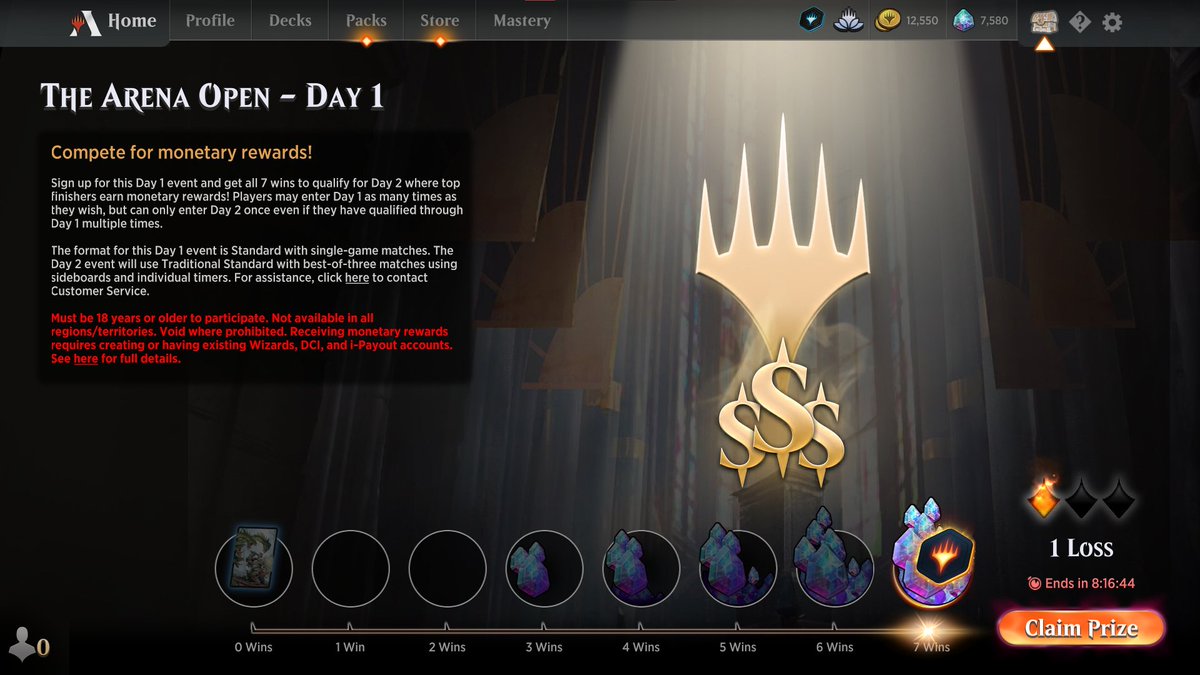 Home Profile Decks Packs Store Mastery 12,550 7,580
The Arena Open – Day 1
Compete for monetary rewards!
Sign up for this Day 1 event and get all 7 wins to qualify for Day 2 where top
finishers earn monetary rewards! Players may enter Day 1 as many times as
they wish, but can only enter Day 2 once even if they have qualified through
Day 1 multiple times.
The format for this Day 1 event is Standard with single-game matches. The
Day 2 event will use Traditional Standard with best-of-three matches using
sideboards and individual timers. For assistance, click here to contact
Customer Service.
Must be 18 years or older to participate. Not available in all
regions/territories. Void where prohibited. Receiving monetary rewards
requires creating or having existing Wizards, DCI, and i-Payout accounts.
See here for full details.
$$$
1 Loss
Ends in 8:16:44
Claim Prize
0 Wins 1 Win 2 Wins 3 Wins 4 Wins 5 Wins 6 Wins 7 Wins
0